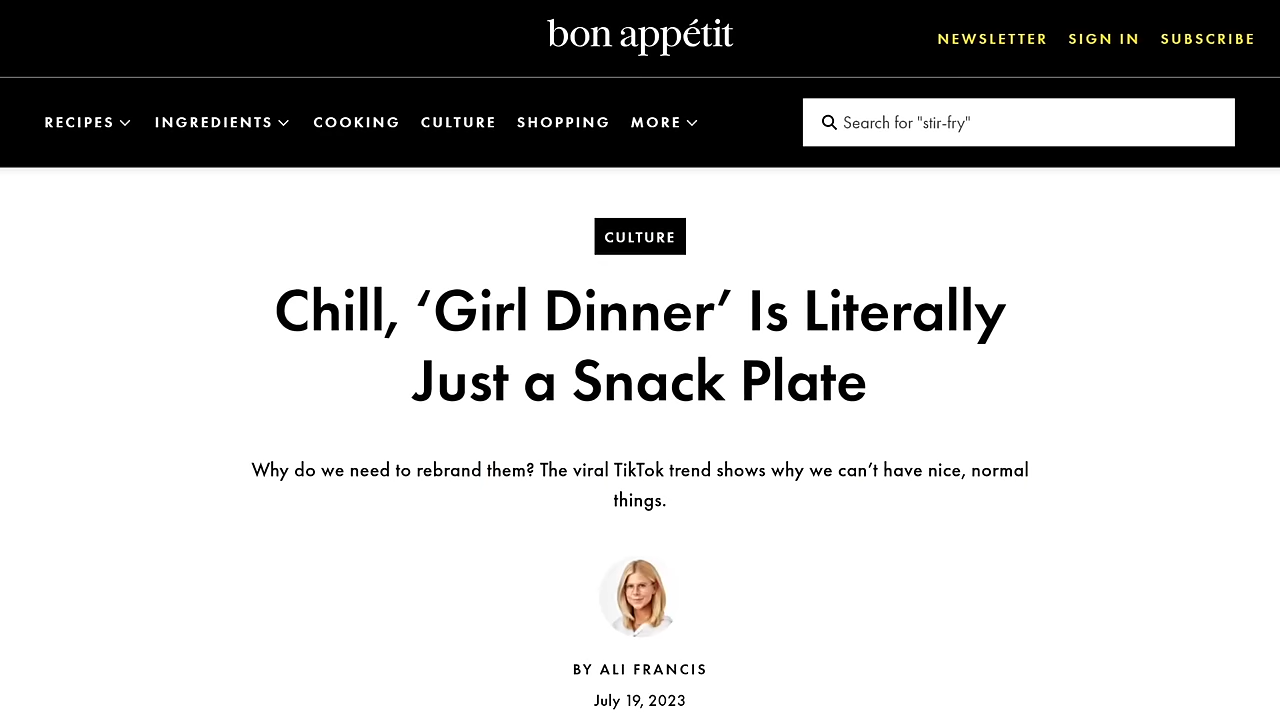 bon appétit
NEWSLETTER SIGN IN SUBSCRIBE
RECIPES INGREDIENTS COOKING CULTURE SHOPPING MORE
Search for "stir-fry"
CULTURE
Chill, ‘Girl Dinner’ Is Literally
Just a Snack Plate
Why do we need to rebrand them? The viral TikTok trend shows why we can’t have nice, normal
things.
BY ALI FRANCIS
July 19, 2023